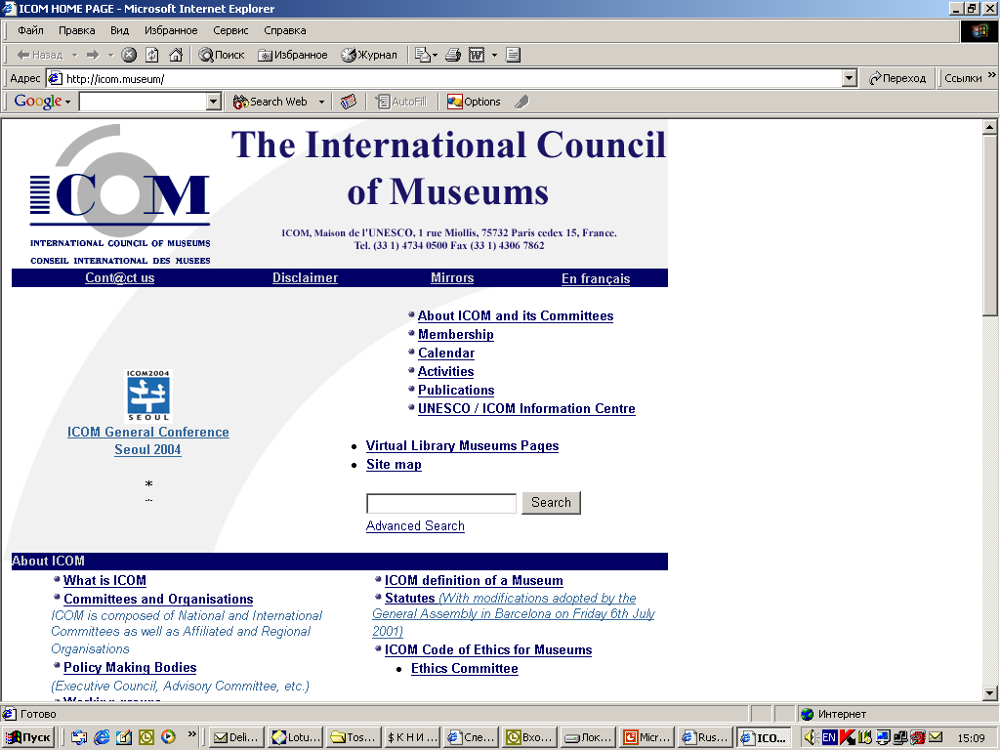 ICOM HOME PAGE - Microsoft Internet Explorer
Файл Правка Вид Избранное Сервис Справка
Назад Поиск Избранное Журнал
Адрес http://icom.museum/ Переход Ссылки »
Google Search Web AutoFill Options
The International Council
of Museums
ICOM
INTERNATIONAL COUNCIL OF MUSEUMS
CONSEIL INTERNATIONAL DES MUSEES
ICOM, Maison de l'UNESCO, 1 rue Miollis, 75732 Paris cedex 15, France.
Tel. (33 1) 4734 0500 Fax (33 1) 4306 7862
Cont@ct us Disclaimer Mirrors En français
About ICOM and its Committees
Membership
Calendar
Activities
Publications
UNESCO / ICOM Information Centre
ICOM2004
SEOUL
ICOM General Conference
Seoul 2004
*
Virtual Library Museums Pages
Site map
Search
Advanced Search
About ICOM
What is ICOM
Committees and Organisations
ICOM is composed of National and International
Committees as well as Affiliated and Regional
Organisations
Policy Making Bodies
(Executive Council, Advisory Committee, etc.)
Working groups
ICOM definition of a Museum
Statutes (With modifications adopted by the
General Assembly in Barcelona on Friday 6th July
2001)
ICOM Code of Ethics for Museums
Ethics Committee
Готово Интернет
Пуск » Deli... Lotu... Tos... $ К Н И ... Сле... Вхо... Лок... Micr... Rus... ICO... EN 15:09